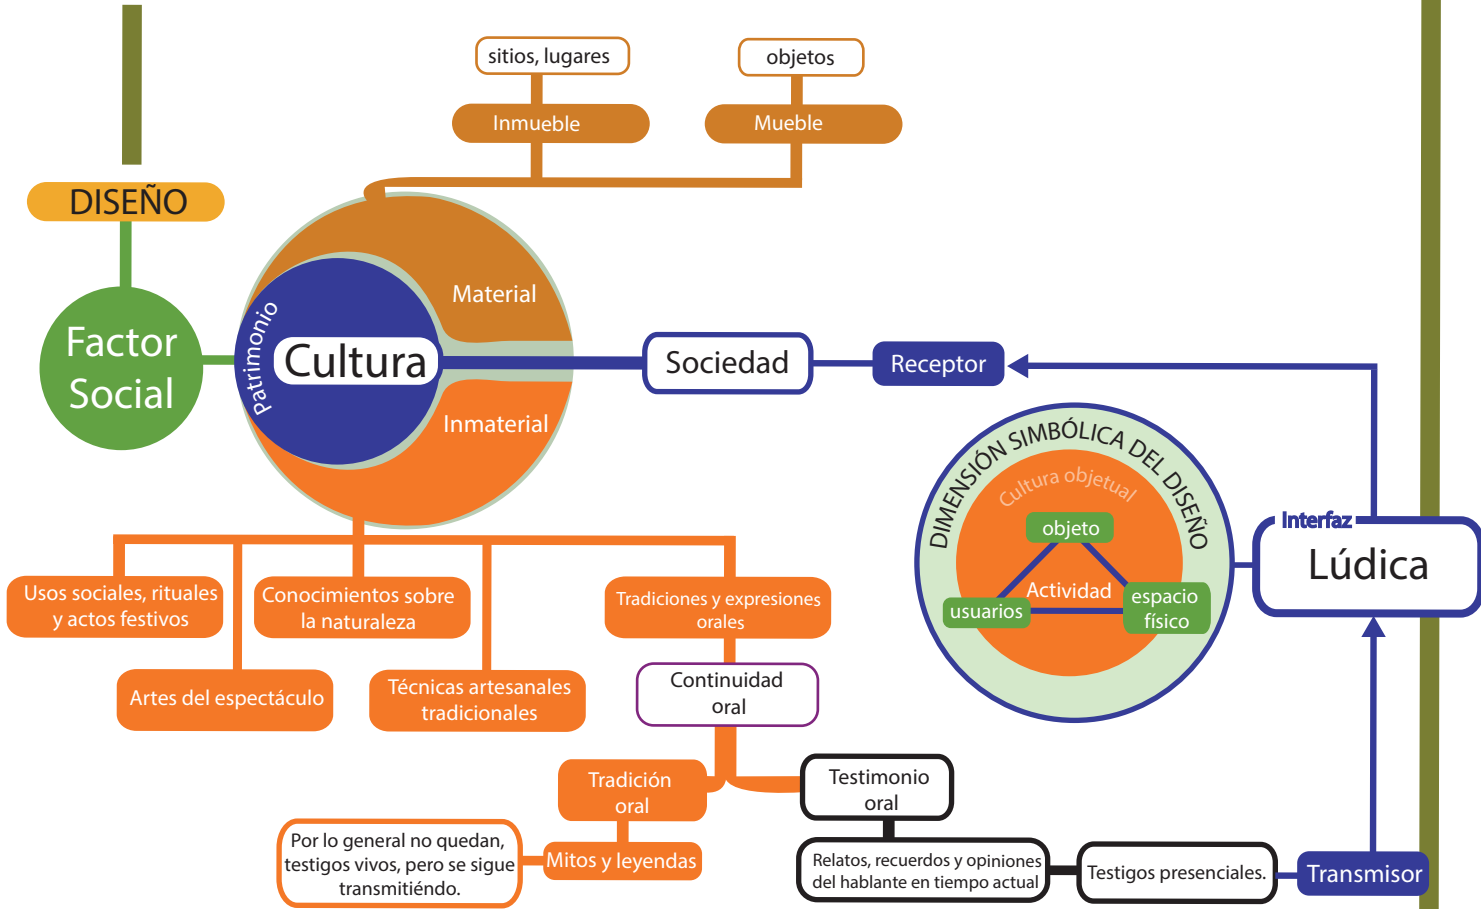 sitios, lugares
objetos
Inmueble
Mueble
DISEÑO
Factor
Social
Patrimonio
Cultura
Material
Inmaterial
Sociedad
Receptor
DIMENSIÓN SIMBÓLICA DEL DISEÑO
Cultura objetual
objeto
Actividad
usuarios
espacio
físico
Interfaz
Lúdica
Usos sociales, rituales
y actos festivos
Conocimientos sobre
la naturaleza
Tradiciones y expresiones
orales
Artes del espectáculo
Técnicas artesanales
tradicionales
Continuidad
oral
Tradición
oral
Testimonio
oral
Por lo general no quedan,
testigos vivos, pero se sigue
transmitiéndo.
Mitos y leyendas
Relatos, recuerdos y opiniones
del hablante en tiempo actual
Testigos presenciales.
Transmisor